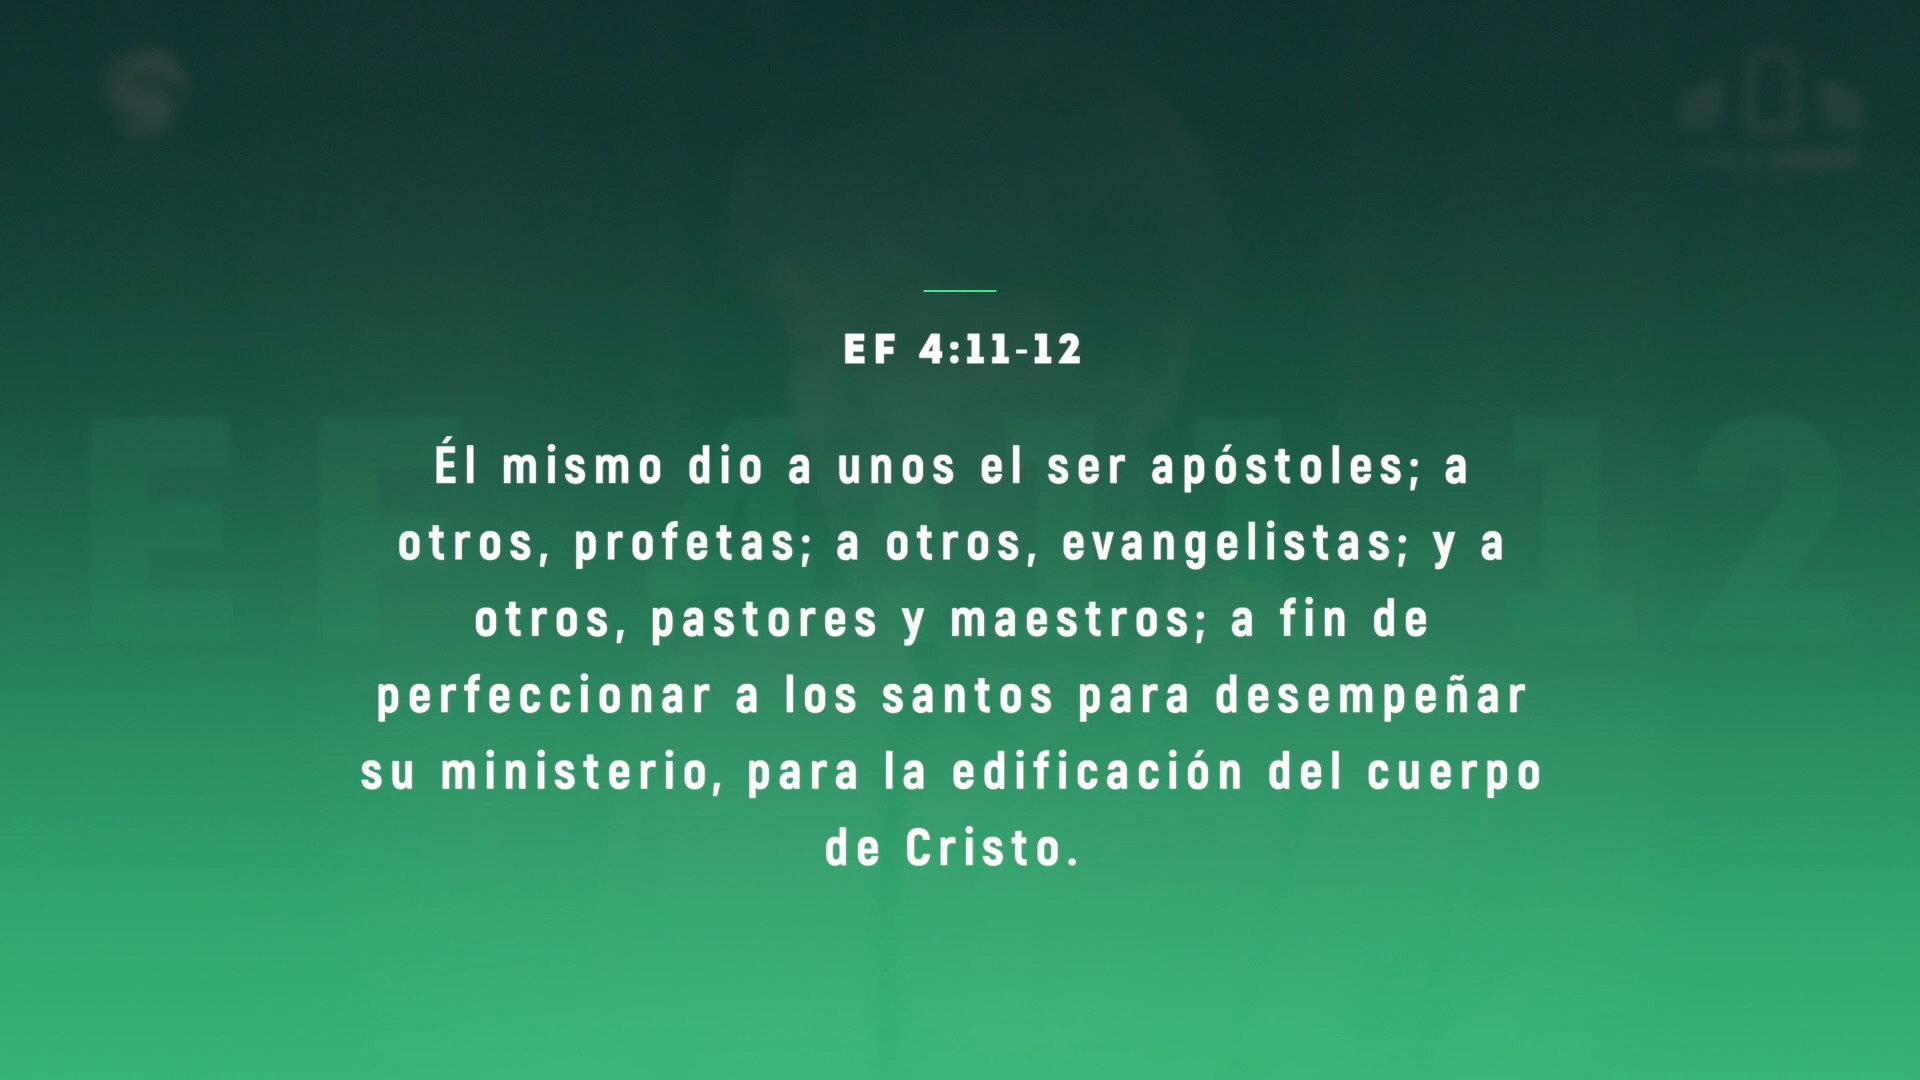 EF 4:11-12
Él mismo dio a unos el ser apóstoles; a
otros, profetas; a otros, evangelistas; y a
otros, pastores y maestros; a fin de
perfeccionar a los santos para desempeñar
su ministerio, para la edificación del cuerpo
de Cristo.